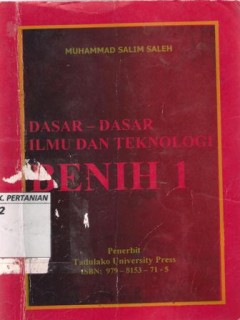 MUHAMMAD SALIM SALEH
DASAR – DASAR
ILMU DAN TEKNOLOGI
BENIH 1
K. PERTANIAN
2
Penerbit
Tadulako University Press
ISBN: 979 – 5153 – 71 - 5